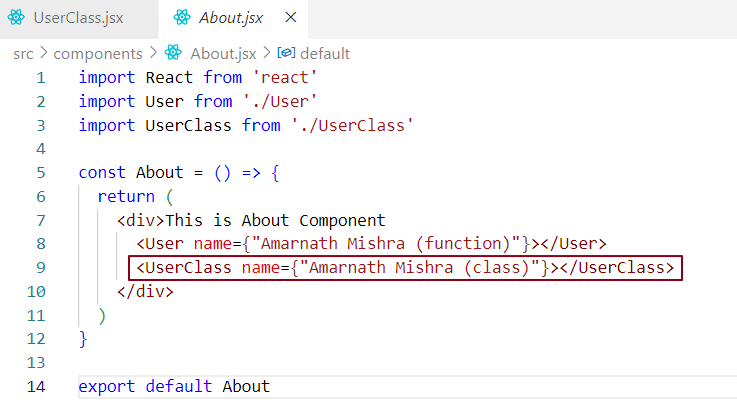 UserClass.jsx About.jsx
src > components > About.jsx > default
1 import React from 'react'
2 import User from './User'
3 import UserClass from './UserClass'
4
5 const About = () => {
6 return (
7 <div>This is About Component
8 <User name={"Amarnath Mishra (function)"}></User>
9 <UserClass name={"Amarnath Mishra (class)"}></UserClass>
10 </div>
11 )
12 }
13
14 export default About